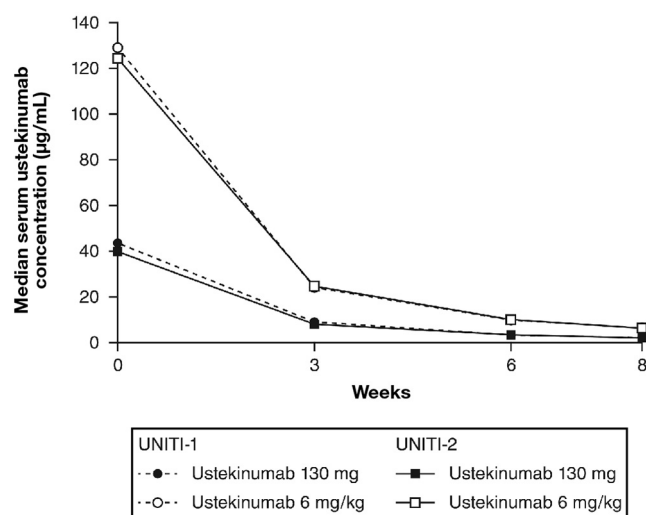 Median serum ustekinumab
concentration (µg/mL)
140
120
100
80
60
40
20
0
0 3 6 8
Weeks
UNITI-1 UNITI-2
Ustekinumab 130 mg Ustekinumab 130 mg
Ustekinumab 6 mg/kg Ustekinumab 6 mg/kg